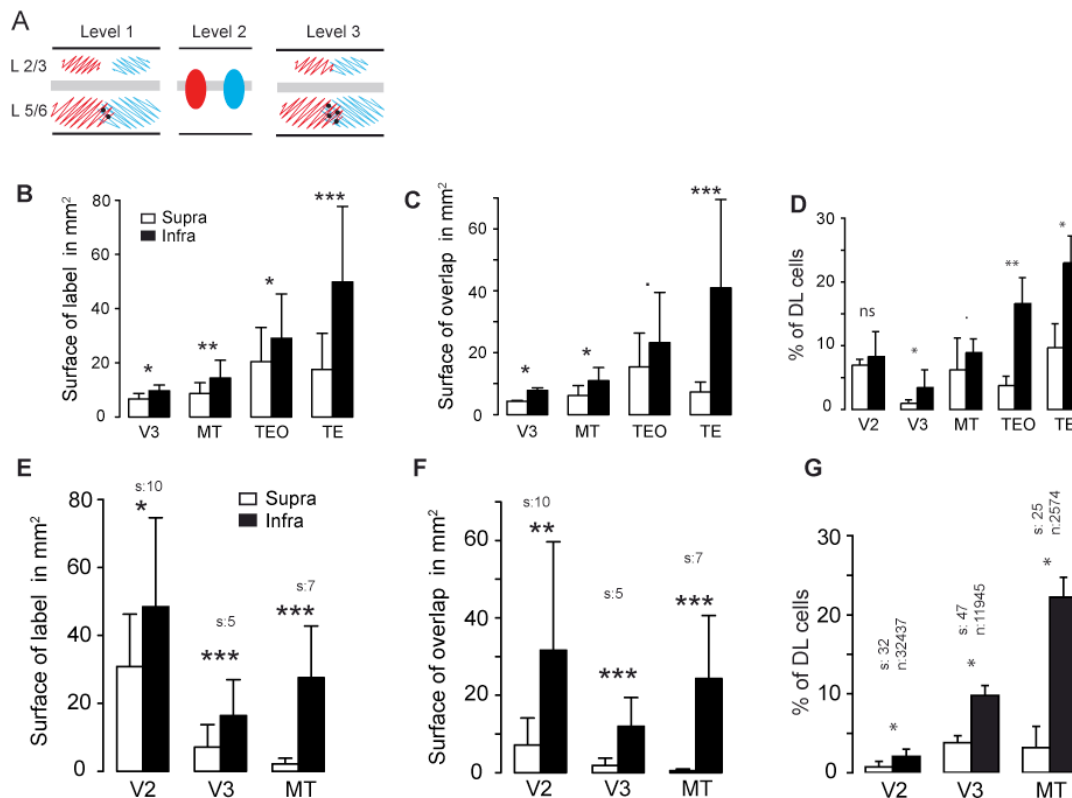 A
Level 1
Level 2
Level 3
L 2/3
L 5/6
B
Surface of label in mm²
80
60
40
20
0
Supra
Infra
*
**
*
***
V3
MT
TEO
TE
C
Surface of overlap in mm²
60
40
20
0
*
*
.
***
V3
MT
TEO
TE
D
% of DL cells
30
20
10
0
ns
*
.
**
*
V2
V3
MT
TEO
TE
E
Surface of label in mm²
80
60
40
20
0
Supra
Infra
s:10
*
s:5
***
s:7
***
V2
V3
MT
F
Surface of overlap in mm²
60
40
20
0
s:10
**
s:5
***
s:7
***
V2
V3
MT
G
% of DL cells
30
20
10
0
s: 32
n:32437
*
s: 47
n:11945
*
s: 25
n:2574
*
V2
V3
MT